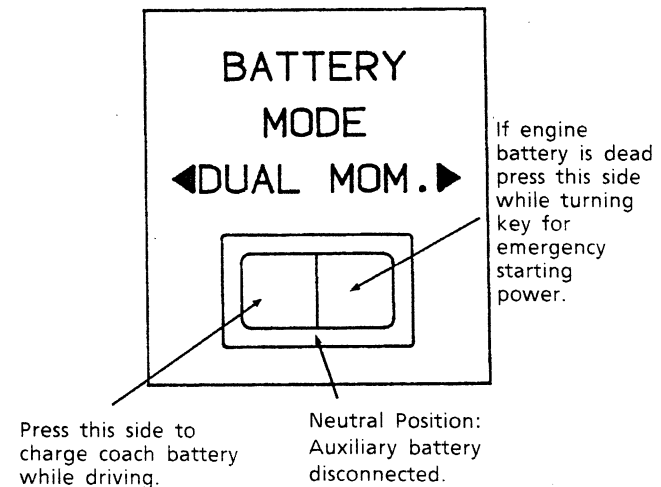 BATTERY
MODE
◀DUAL MOM.▶
If engine
battery is dead
press this side
while turning
key for
emergency
starting
power.
Press this side to
charge coach battery
while driving.
Neutral Position:
Auxiliary battery
disconnected.